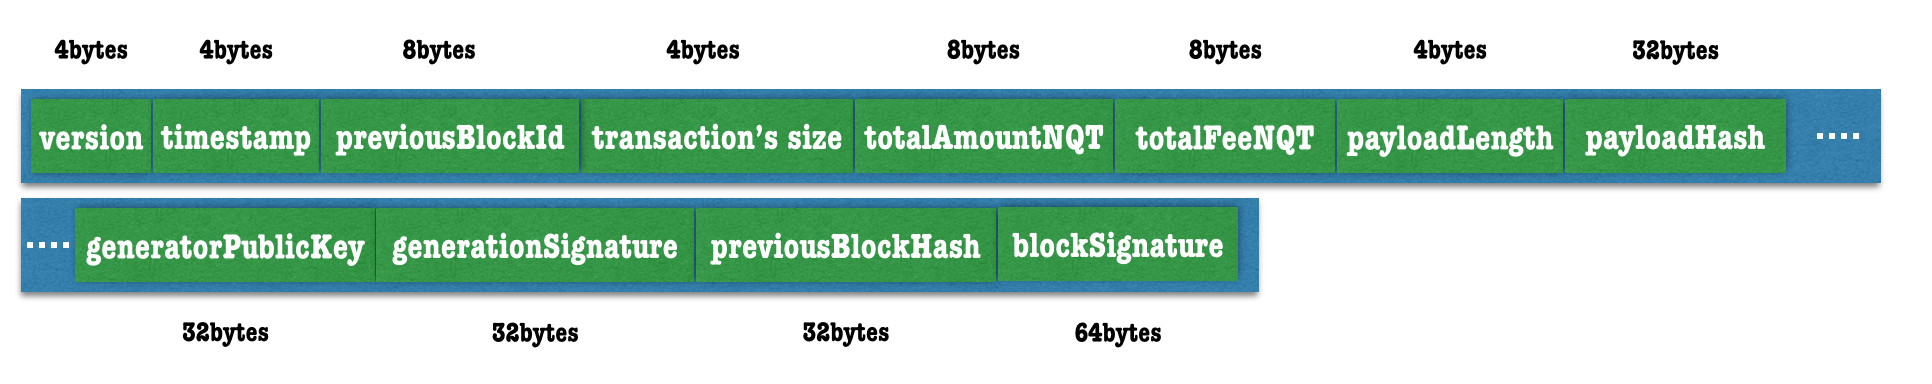 4bytes 4bytes 8bytes 4bytes 8bytes 8bytes 4bytes 32bytes
version timestamp previousBlockId transaction’s size totalAmountNQT totalFeeNQT payloadLength payloadHash ....
.... generatorPublicKey generationSignature previousBlockHash blockSignature
32bytes 32bytes 32bytes 64bytes